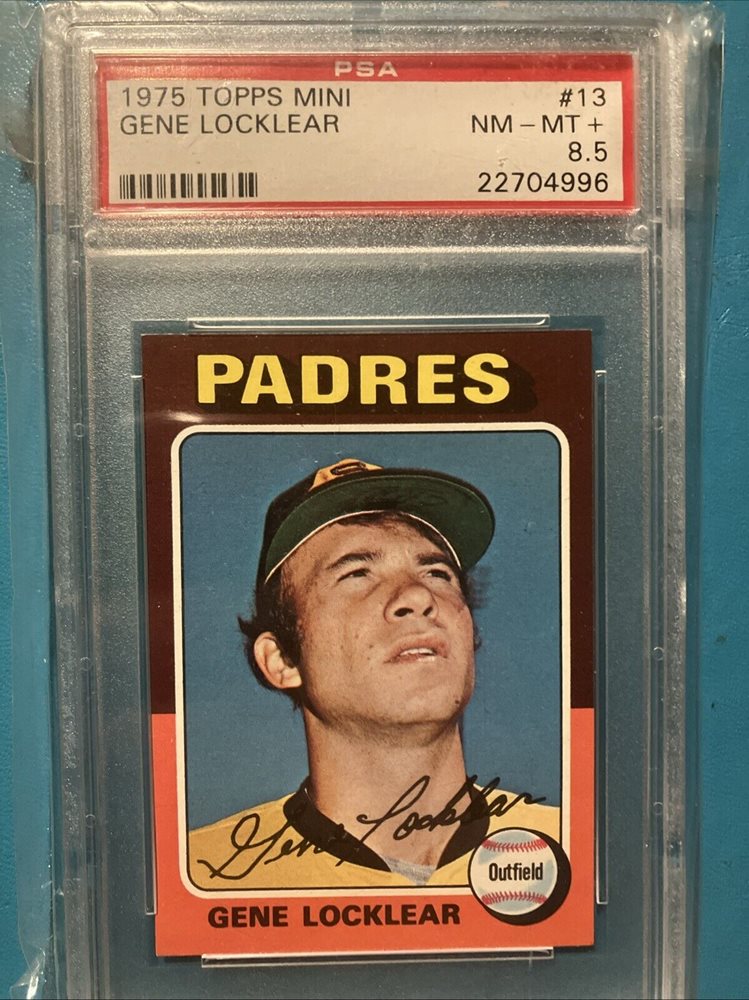 PSA
1975 TOPPS MINI #13
GENE LOCKLEAR NM - MT +
8.5
22704996
PADRES
Gene Locklear
Outfield
GENE LOCKLEAR